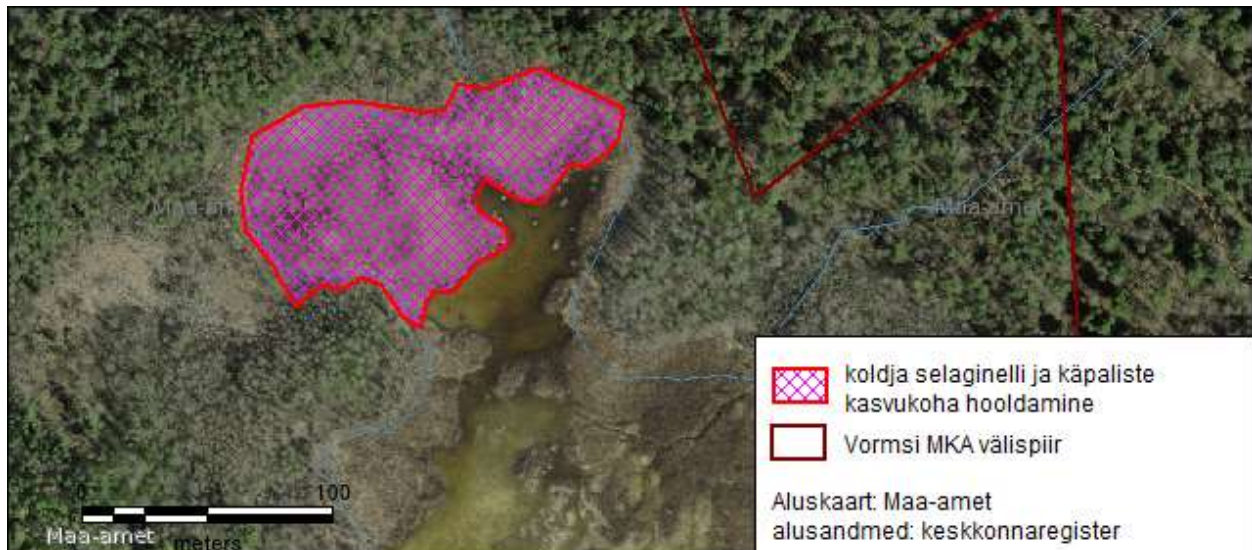 Maa-amet
Maa-amet
koldja selaginelli ja käpaliste
kasvukoha hooldamine
Vormsi MKA välispiir
Aluskaart: Maa-amet
alusandmed: keskkonnaregister
0 100
meters
Maa-amet